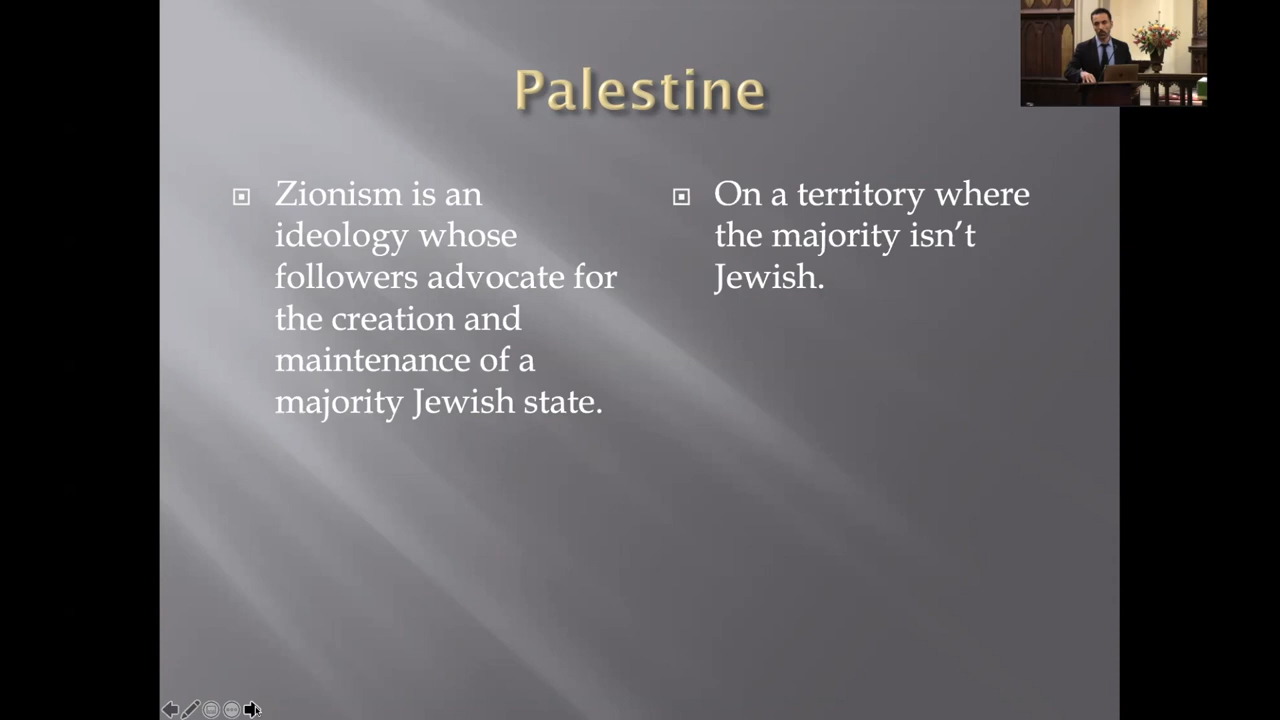 Palestine
Zionism is an
ideology whose
followers advocate for
the creation and
maintenance of a
majority Jewish state.
On a territory where
the majority isn’t
Jewish.